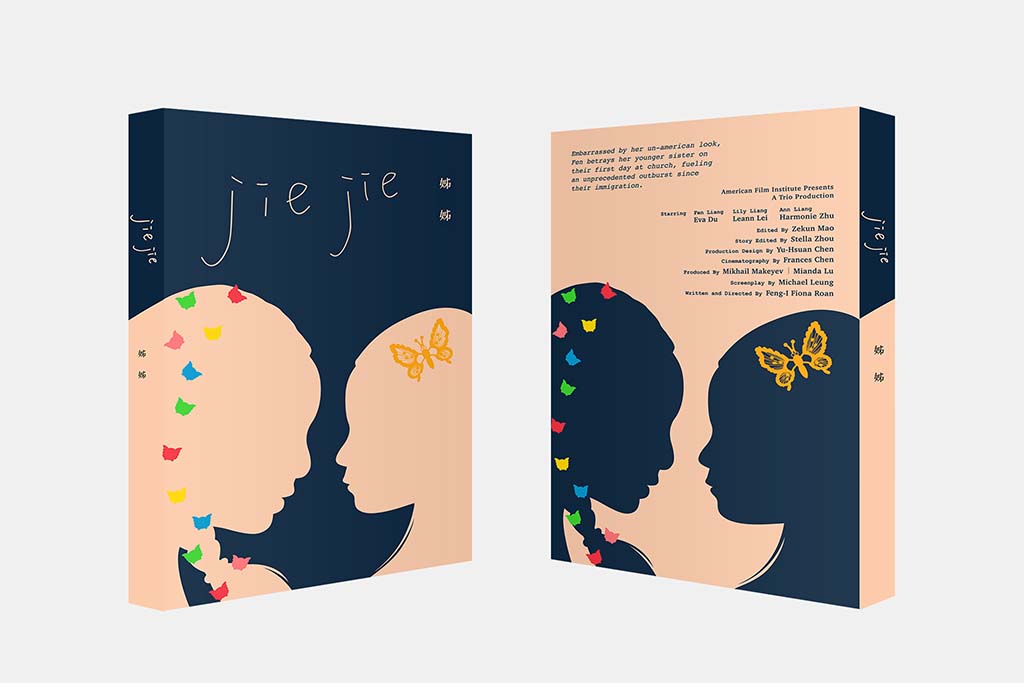 jie jie
姊
姊
jie jie
姊
姊
Embarrassed by her un-american look,
Fen betrays her younger sister on
their first day at church, fueling
an unprecedented outburst since
their immigration.
American Film Institute Presents
A Trio Production
Starring Fen Liang Lily Liang Ann Liang
Eva Du Leann Lei Harmonie Zhu
Edited By Zekun Mao
Story Edited By Stella Zhou
Production Design By Yu-Hsuan Chen
Cinematography By Frances Chen
Produced By Mikhail Makeyev | Mianda Lu
Screenplay By Michael Leung
Written and Directed By Feng-I Fiona Roan
jie jie
姊
姊